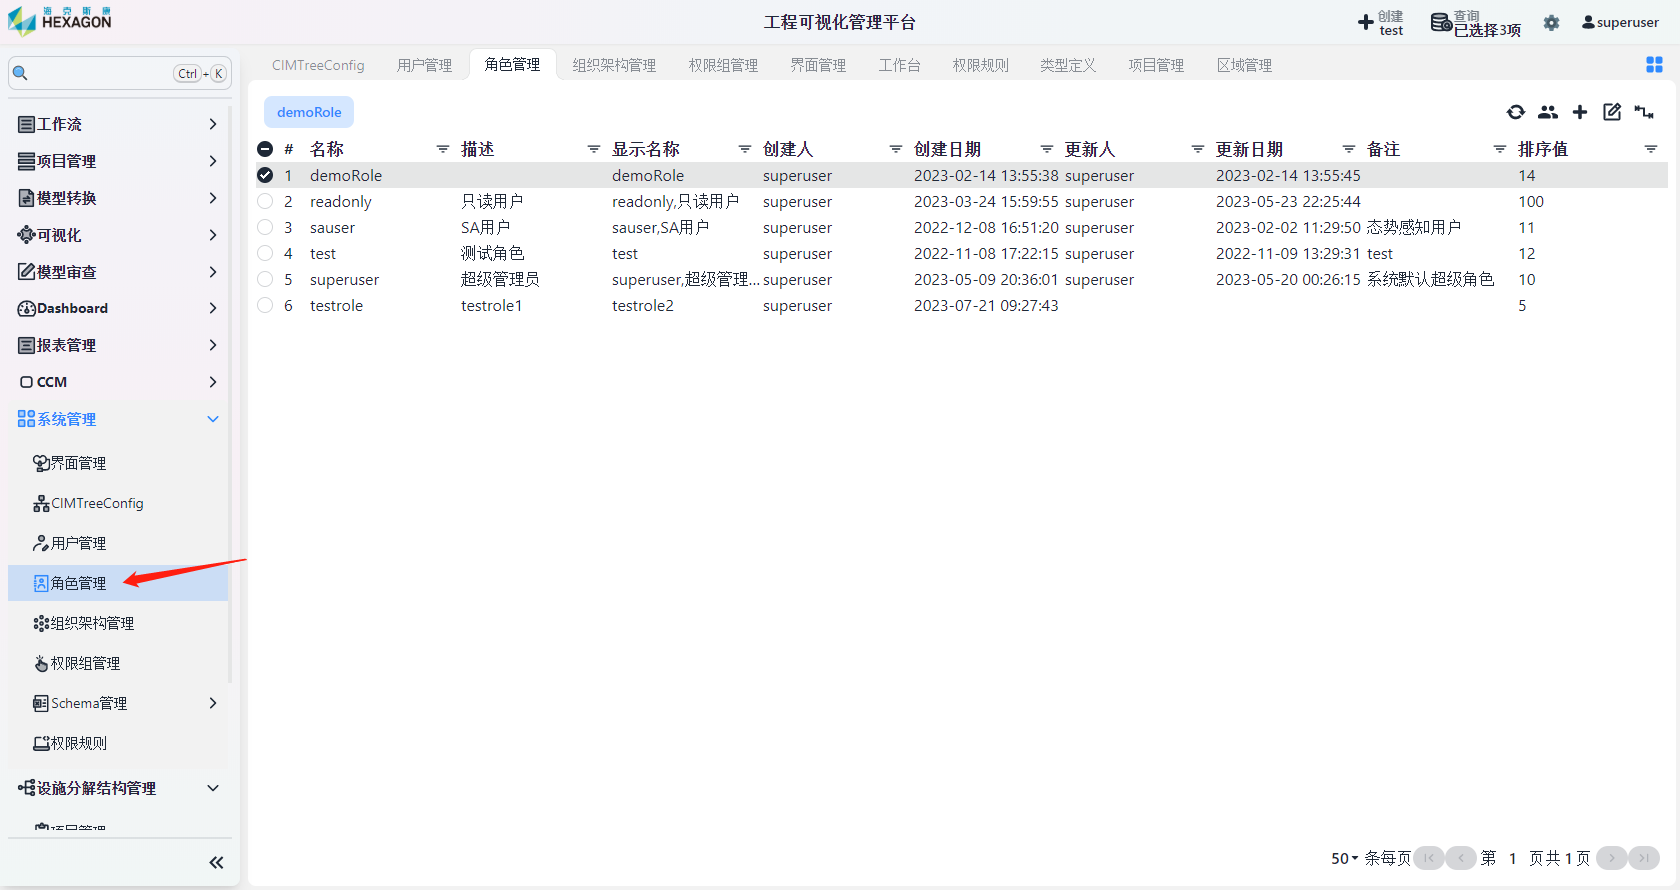 海克斯康
HEXAGON
工程可视化管理平台
创建
test
查询
已选择3项
superuser
Ctrl + K
CIMTreeConfig 用户管理 角色管理 组织架构管理 权限组管理 界面管理 工作台 权限规则 类型定义 项目管理 区域管理
工作流
项目管理
模型转换
可视化
模型审查
Dashboard
报表管理
CCM
系统管理
界面管理
CIMTreeConfig
用户管理
角色管理
组织架构管理
权限组管理
Schema管理
权限规则
设施分解结构管理
项目管理
demoRole
# 名称 描述 显示名称 创建人 创建日期 更新人 更新日期 备注 排序值
1 demoRole demoRole superuser 2023-02-14 13:55:38 superuser 2023-02-14 13:55:45 14
2 readonly 只读用户 readonly,只读用户 superuser 2023-03-24 15:59:55 superuser 2023-05-23 22:25:44 100
3 sauser SA用户 sauser,SA用户 superuser 2022-12-08 16:51:20 superuser 2023-02-02 11:29:50 态势感知用户 11
4 test 测试角色 test superuser 2022-11-08 17:22:15 superuser 2022-11-09 13:29:31 test 12
5 superuser 超级管理员 superuser,超级管理... superuser 2023-05-09 20:36:01 superuser 2023-05-20 00:26:15 系统默认超级角色 10
6 testrole testrole1 testrole2 superuser 2023-07-21 09:27:43 5
50 条每页 第 1 页共1页